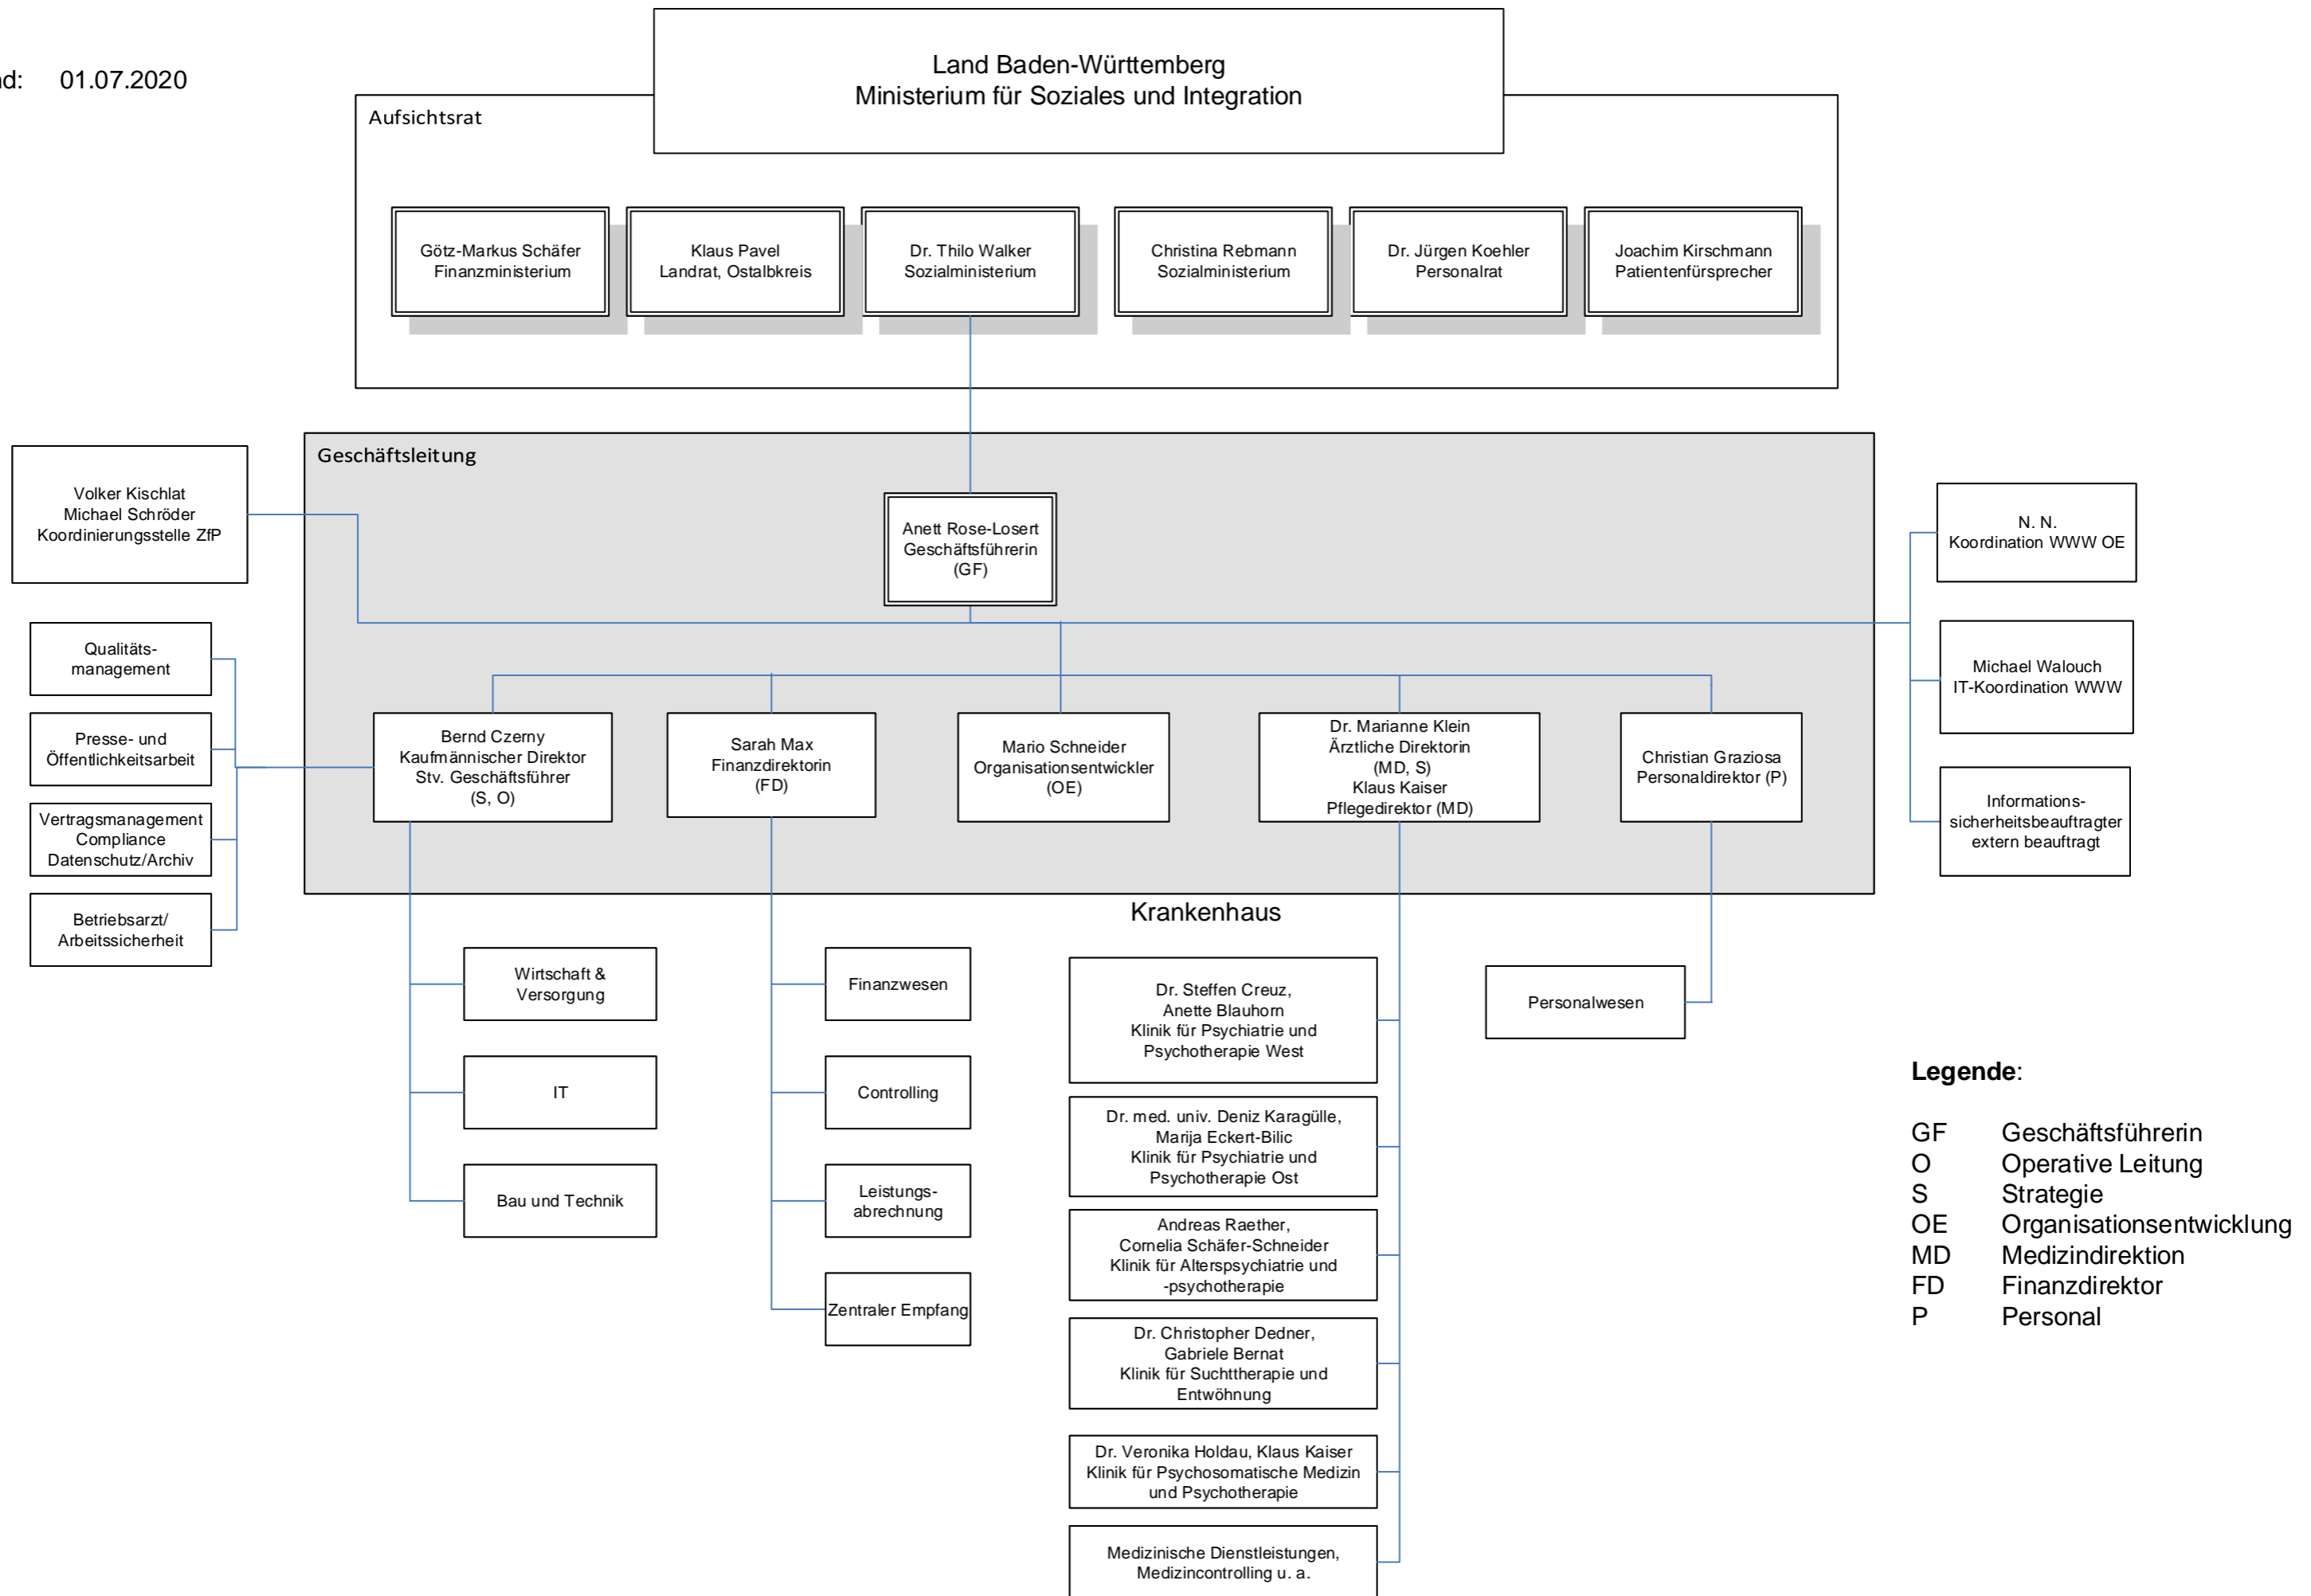 nd: 01.07.2020
Land Baden-Württemberg
Ministerium für Soziales und Integration
Aufsichtsrat
Götz-Markus Schäfer
Finanzministerium
Klaus Pavel
Landrat, Ostalbkreis
Dr. Thilo Walker
Sozialministerium
Christina Rebmann
Sozialministerium
Dr. Jürgen Koehler
Personalrat
Joachim Kirschmann
Patientenfürsprecher
Geschäftsleitung
Volker Kischlat
Michael Schröder
Koordinierungsstelle ZfP
Anett Rose-Losert
Geschäftsführerin
(GF)
N. N.
Koordination WWW OE
Michael Walouch
IT-Koordination WWW
Informations-
sicherheitsbeauftragter
extern beauftragt
Qualitäts-
management
Presse- und
Öffentlichkeitsarbeit
Vertragsmanagement
Compliance
Datenschutz/Archiv
Betriebsarzt/
Arbeitssicherheit
Bernd Czerny
Kaufmännischer Direktor
Stv. Geschäftsführer
(S, O)
Sarah Max
Finanzdirektorin
(FD)
Mario Schneider
Organisationsentwickler
(OE)
Dr. Marianne Klein
Ärztliche Direktorin
(MD, S)
Klaus Kaiser
Pflegedirektor (MD)
Christian Graziosa
Personaldirektor (P)
Krankenhaus
Wirtschaft &
Versorgung
IT
Bau und Technik
Finanzwesen
Controlling
Leistungs-
abrechnung
Zentraler Empfang
Dr. Steffen Creuz,
Anette Blauhorn
Klinik für Psychiatrie und
Psychotherapie West
Dr. med. univ. Deniz Karagülle,
Marija Eckert-Bilic
Klinik für Psychiatrie und
Psychotherapie Ost
Andreas Raether,
Cornelia Schäfer-Schneider
Klinik für Alterspsychiatrie und
-psychotherapie
Dr. Christopher Dedner,
Gabriele Bernat
Klinik für Suchttherapie und
Entwöhnung
Dr. Veronika Holdau, Klaus Kaiser
Klinik für Psychosomatische Medizin
und Psychotherapie
Medizinische Dienstleistungen,
Medizincontrolling u. a.
Personalwesen
Legende:
GF Geschäftsführerin
O Operative Leitung
S Strategie
OE Organisationsentwicklung
MD Medizindirektion
FD Finanzdirektor
P Personal